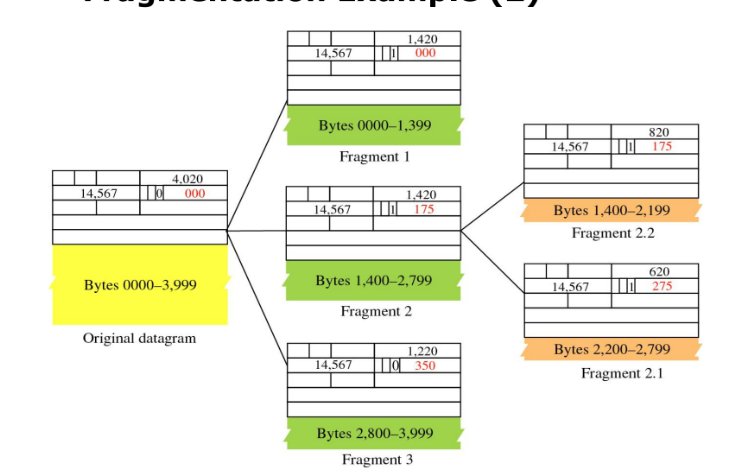 Fragmentation Example (2)
1,420
14,567 1 000
Bytes 0000–1,399
Fragment 1
4,020
14,567 0 000
Bytes 0000–3,999
Original datagram
1,420
14,567 1 175
Bytes 1,400–2,799
Fragment 2
1,220
14,567 0 350
Bytes 2,800–3,999
Fragment 3
820
14,567 1 175
Bytes 1,400–2,199
Fragment 2.2
620
14,567 1 275
Bytes 2,200–2,799
Fragment 2.1